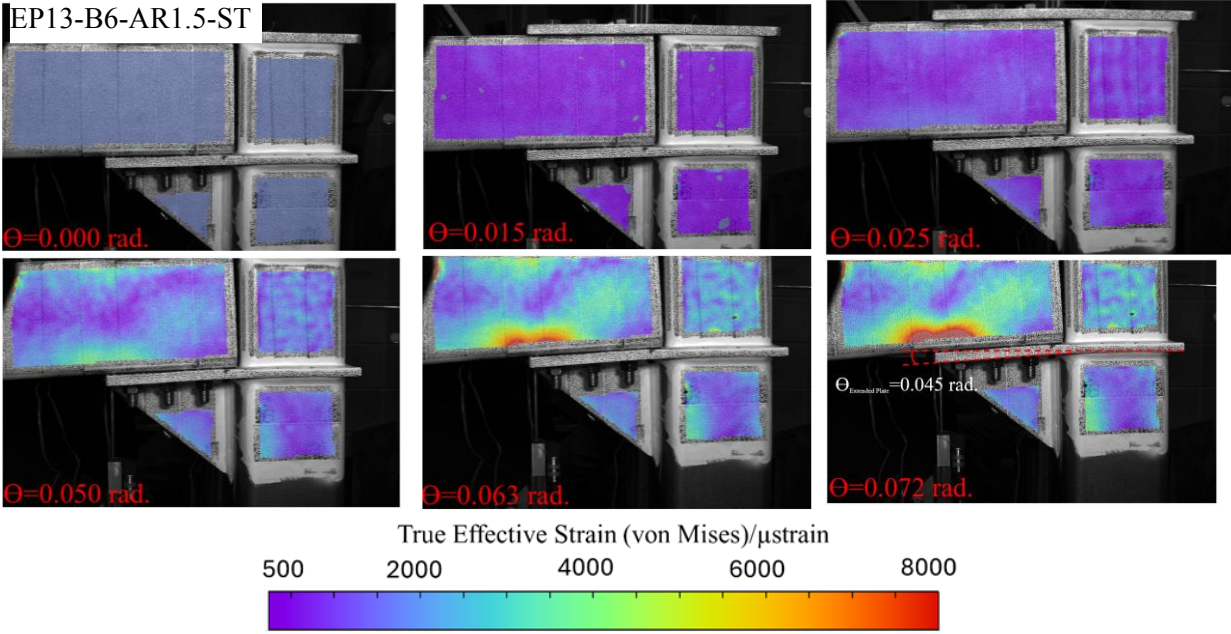 EP13-B6-AR1.5-ST
Ɵ=0.000 rad.
Ɵ=0.015 rad.
Ɵ=0.025 rad.
Ɵ=0.050 rad.
Ɵ=0.063 rad.
Ɵ Extended Plate=0.045 rad.
Ɵ=0.072 rad.
True Effective Strain (von Mises)/µstrain
500 2000 4000 6000 8000